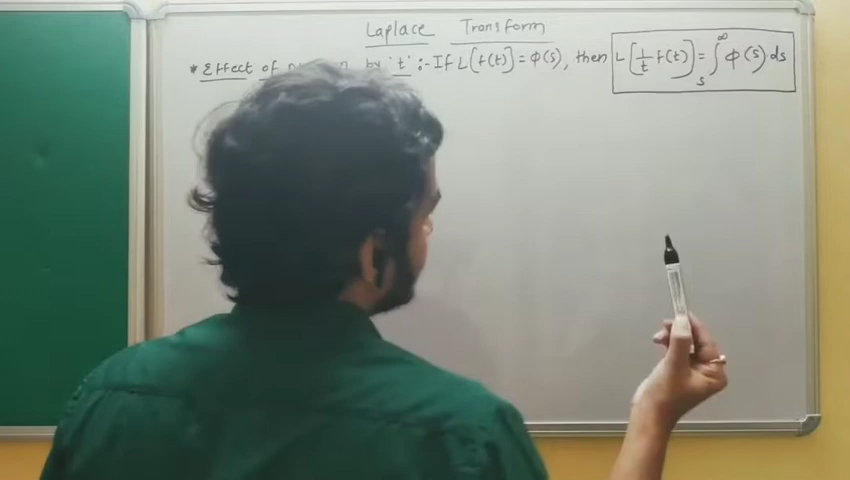 Laplace Transform
* Effect of by 't' :- If L[f(t)] = Φ(s), then L[1/t f(t)] = ∫_s^∞ Φ(s) ds